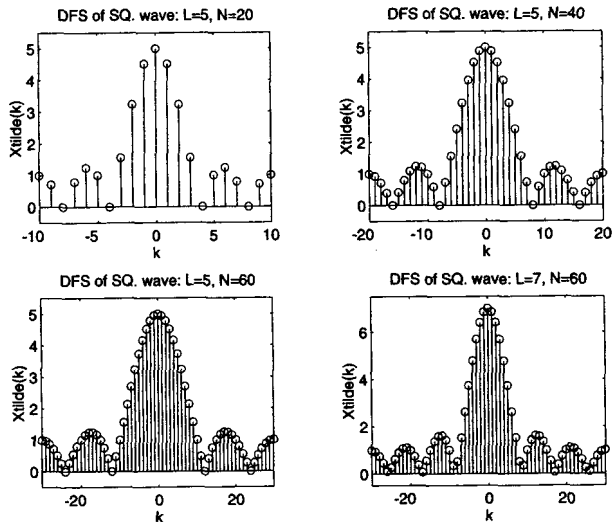 DFS of SQ. wave: L=5, N=20
Xtilde(k)
5
4
3
2
1
0
-10 -5 0 5 10
k
DFS of SQ. wave: L=5, N=40
5
4
3
2
1
0
-20 -10 0 10 20
k
DFS of SQ. wave: L=5, N=60
Xtilde(k)
5
4
3
2
1
0
-20 0 20
k
DFS of SQ. wave: L=7, N=60
Xtilde(k)
6
4
2
0
-20 0 20
k